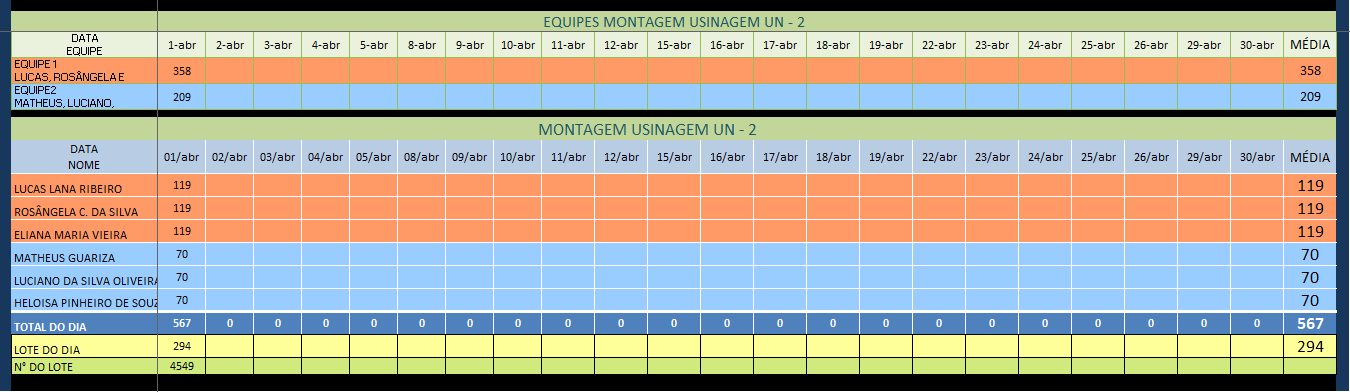 EQUIPES MONTAGEM USINAGEM UN - 2
DATA
EQUIPE 1-abr 2-abr 3-abr 4-abr 5-abr 8-abr 9-abr 10-abr 11-abr 12-abr 15-abr 16-abr 17-abr 18-abr 19-abr 22-abr 23-abr 24-abr 25-abr 26-abr 29-abr 30-abr MÉDIA
EQUIPE 1
LUCAS, ROSÂNGELA E 358 358
EQUIPE2
MATHEUS, LUCIANO, 209 209
MONTAGEM USINAGEM UN - 2
DATA
NOME 01/abr 02/abr 03/abr 04/abr 05/abr 08/abr 09/abr 10/abr 11/abr 12/abr 15/abr 16/abr 17/abr 18/abr 19/abr 22/abr 23/abr 24/abr 25/abr 26/abr 29/abr 30/abr MÉDIA
LUCAS LANA RIBEIRO 119 119
ROSÂNGELA C. DA SILVA 119 119
ELIANA MARIA VIEIRA 119 119
MATHEUS GUARIZA 70 70
LUCIANO DA SILVA OLIVEIRA 70 70
HELOISA PINHEIRO DE SOUZ 70 70
TOTAL DO DIA 567 0 0 0 0 0 0 0 0 0 0 0 0 0 0 0 0 0 0 0 0 0 567
LOTE DO DIA 294 294
N° DO LOTE 4549